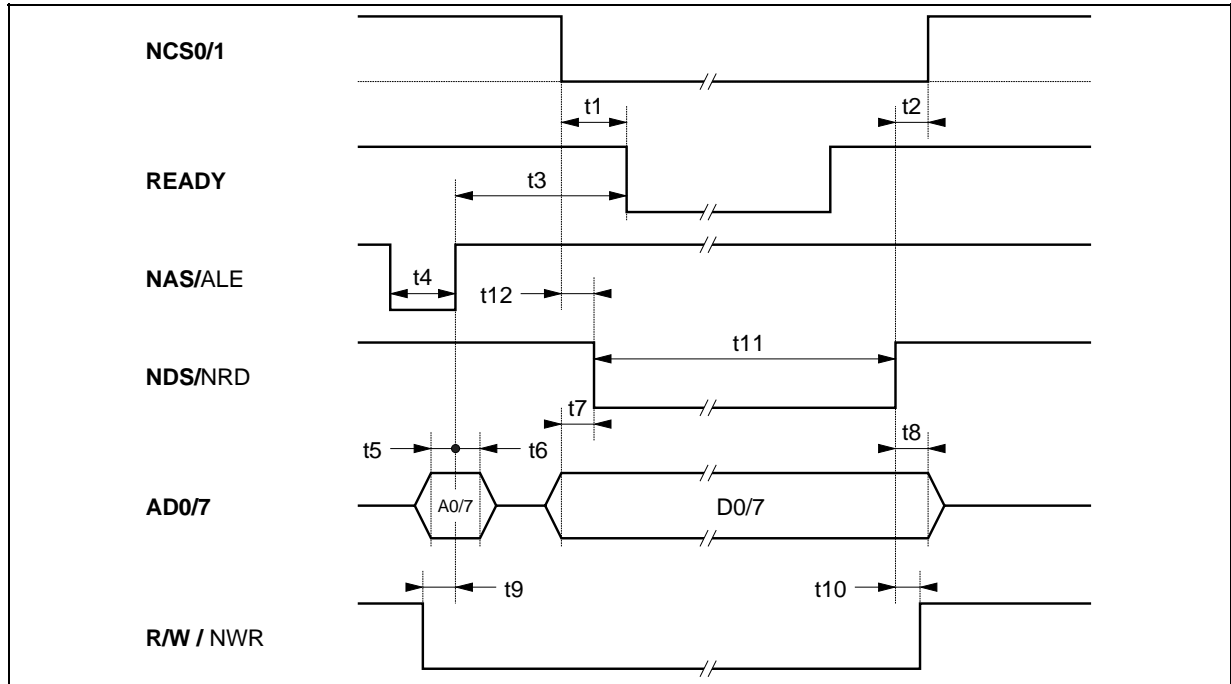 NCS0/1
t1
t2
READY
t3
NAS/ALE
t4
t12
t11
NDS/NRD
t7
t5
t6
t8
AD0/7
A0/7
D0/7
t9
t10
R/W / NWR